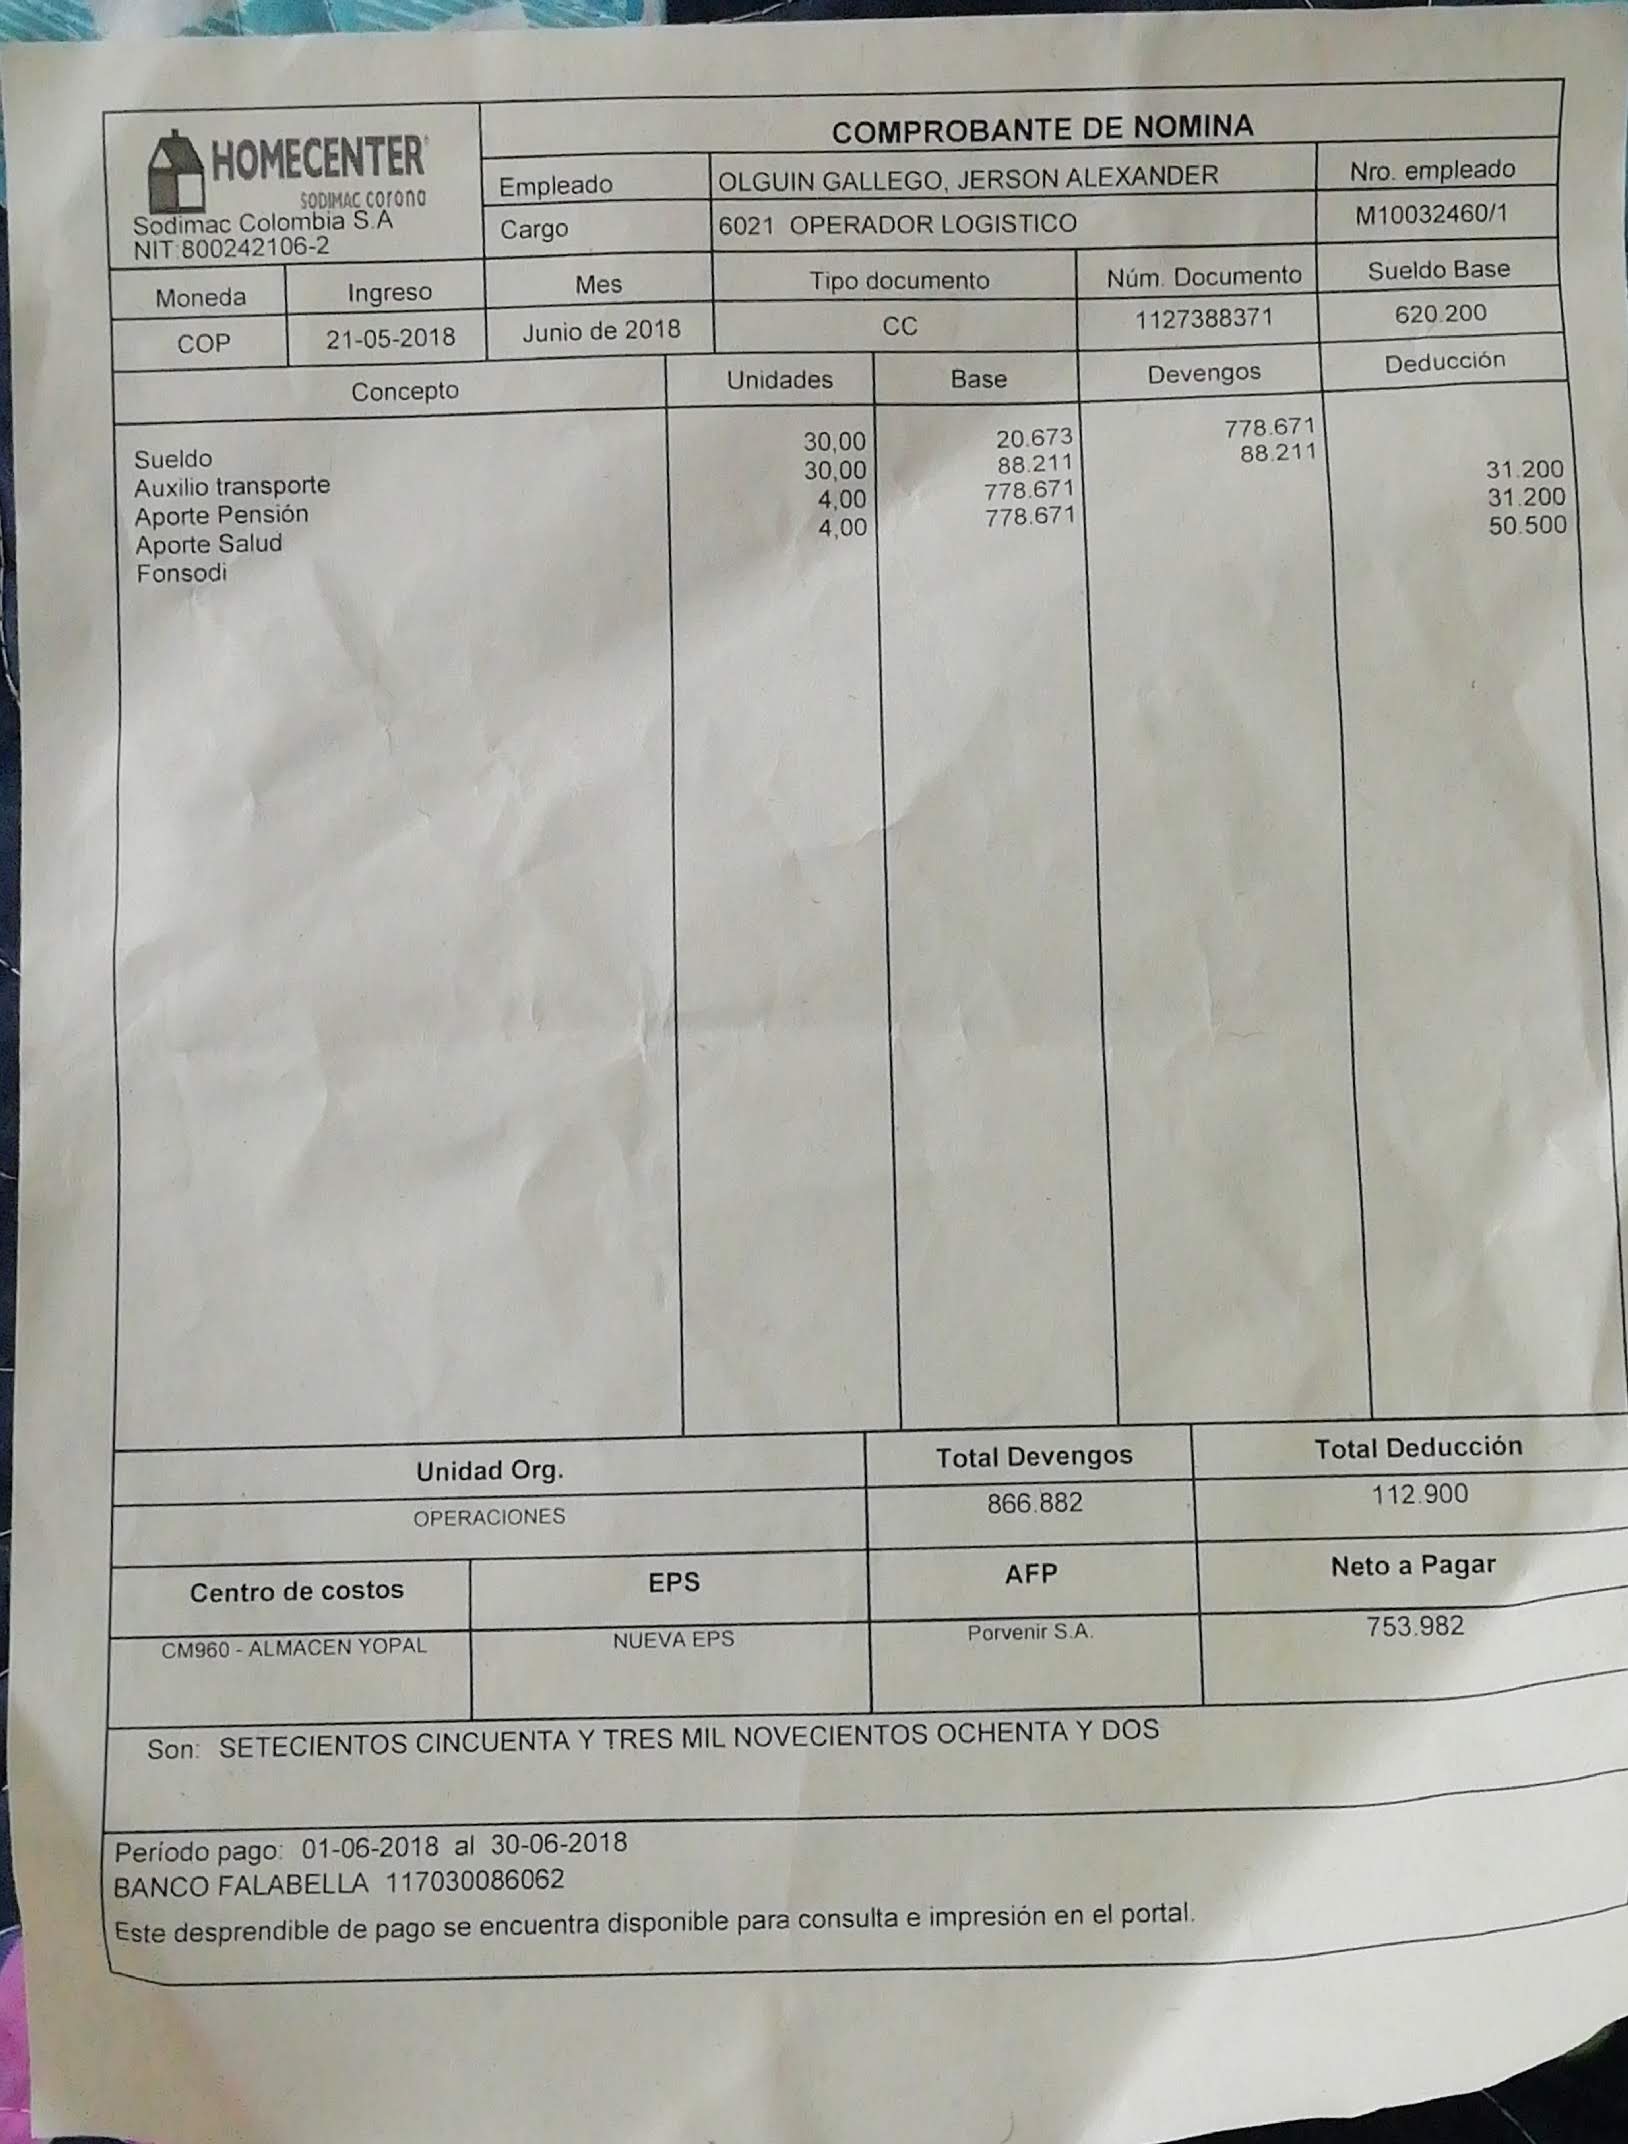 HOMECENTER
SODIMAC corona
Sodimac Colombia S.A
NIT:800242106-2
COMPROBANTE DE NOMINA
Empleado OLGUIN GALLEGO, JERSON ALEXANDER Nro. empleado
Cargo 6021 OPERADOR LOGISTICO M10032460/1
Moneda Ingreso Mes Tipo documento Núm. Documento Sueldo Base
COP 21-05-2018 Junio de 2018 CC 1127388371 620.200
Concepto Unidades Base Devengos Deducción
Sueldo 30,00 20.673 778.671
Auxilio transporte 30,00 88.211 88.211
Aporte Pensión 4,00 778.671 31.200
Aporte Salud 4,00 778.671 31.200
Fonsodi 50.500
Unidad Org. Total Devengos Total Deducción
OPERACIONES 866.882 112.900
Centro de costos EPS AFP Neto a Pagar
CM960 - ALMACEN YOPAL NUEVA EPS Porvenir S.A. 753.982
Son: SETECIENTOS CINCUENTA Y TRES MIL NOVECIENTOS OCHENTA Y DOS
Período pago: 01-06-2018 al 30-06-2018
BANCO FALABELLA 117030086062
Este desprendible de pago se encuentra disponible para consulta e impresión en el portal.